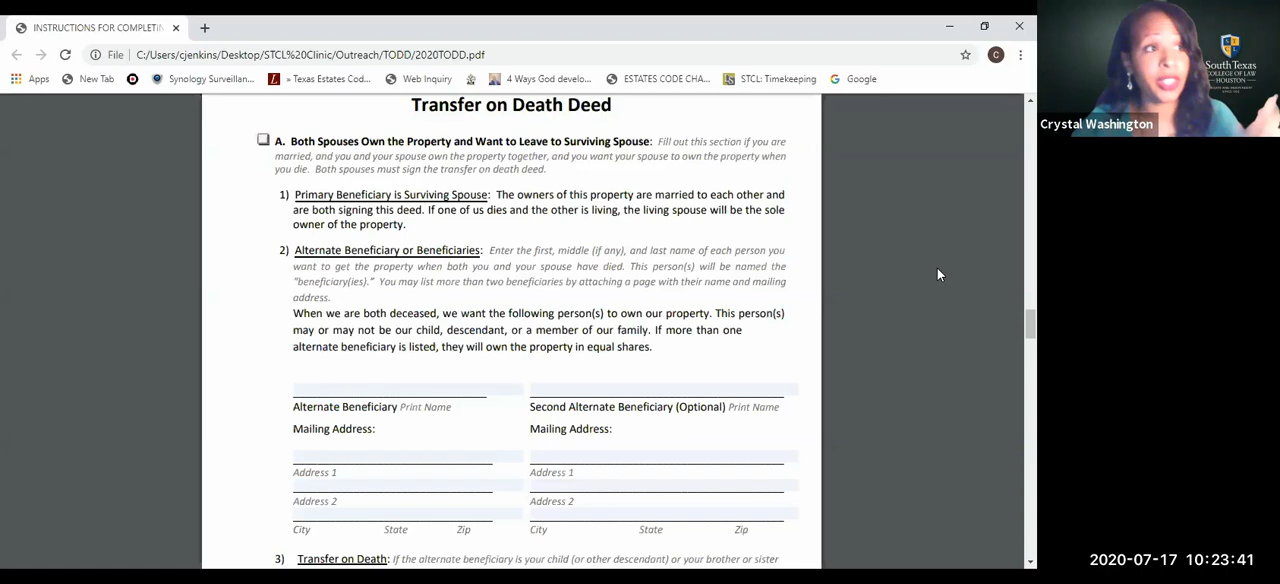 INSTRUCTIONS FOR COMPLETIN
File
C:/Users/cjenkins/Desktop/STCL%20Clinic/Outreach/TODD/2020TODD.pdf
C
Apps
New Tab
Synology Surveillan...
» Texas Estates Cod...
Web Inquiry
4 Ways God develo...
ESTATES CODE CHA...
STCL: Timekeeping
Google
Transfer on Death Deed
A. Both Spouses Own the Property and Want to Leave to Surviving Spouse: Fill out this section if you are
married, and you and your spouse own the property together, and you want your spouse to own the property when
you die. Both spouses must sign the transfer on death deed.
1) Primary Beneficiary is Surviving Spouse: The owners of this property are married to each other and
are both signing this deed. If one of us dies and the other is living, the living spouse will be the sole
owner of the property.
2) Alternate Beneficiary or Beneficiaries: Enter the first, middle (if any), and last name of each person you
want to get the property when both you and your spouse have died. This person(s) will be named the
"beneficiary(ies)." You may list more than two beneficiaries by attaching a page with their name and mailing
address.
When we are both deceased, we want the following person(s) to own our property. This person(s)
may or may not be our child, descendant, or a member of our family. If more than one
alternate beneficiary is listed, they will own the property in equal shares.
Alternate Beneficiary Print Name
Second Alternate Beneficiary (Optional) Print Name
Mailing Address:
Mailing Address:
Address 1
Address 1
Address 2
Address 2
City State Zip
City State Zip
3) Transfer on Death: If the alternate beneficiary is your child (or other descendant) or your brother or sister
SOUTH TEXAS
COLLEGE OF LAW
HOUSTON
Crystal Washington
2020-07-17 10:23:41